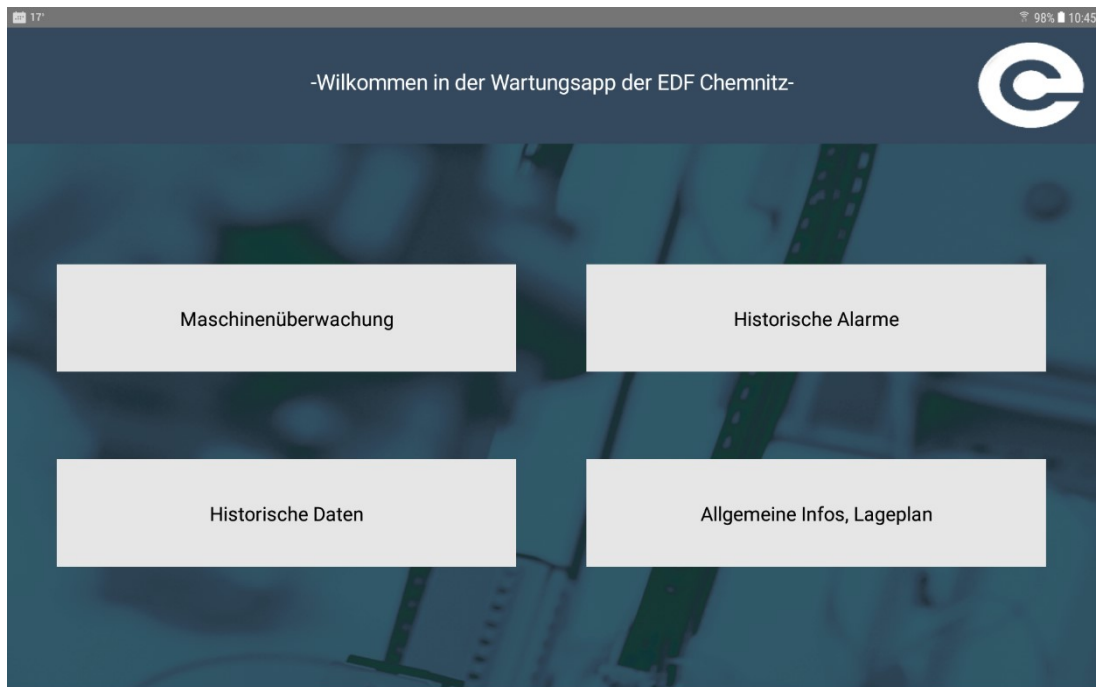 17°
98% 10:45
-Wilkommen in der Wartungsapp der EDF Chemnitz-
Maschinenüberwachung
Historische Alarme
Historische Daten
Allgemeine Infos, Lageplan